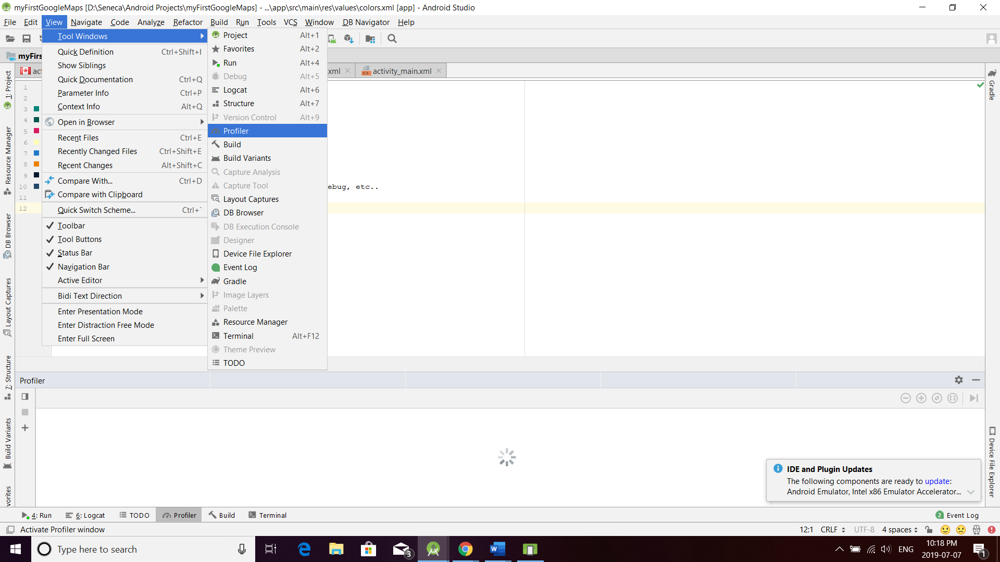 myFirstGoogleMaps [D:\Seneca\Android Projects\myFirstGoogleMaps] - ...\app\src\main\res\values\colors.xml [app] - Android Studio
File Edit View Navigate Code Analyze Refactor Build Run Tools VCS Window DB Navigator Help
myFirs
act
.xml
activity_main.xml
Tool Windows
Quick Definition Ctrl+Shift+I
Show Siblings
Quick Documentation Ctrl+Q
Parameter Info Ctrl+P
Context Info Alt+Q
Open in Browser
Recent Files Ctrl+E
Recently Changed Files Ctrl+Shift+E
Recent Changes Alt+Shift+C
Compare With... Ctrl+D
Compare with Clipboard
Quick Switch Scheme... Ctrl+`
Toolbar
Tool Buttons
Status Bar
Navigation Bar
Active Editor
Bidi Text Direction
Enter Presentation Mode
Enter Distraction Free Mode
Enter Full Screen
Project Alt+1
Favorites Alt+2
Run Alt+4
Debug Alt+5
Logcat Alt+6
Structure Alt+7
Version Control Alt+9
Profiler
Build
Build Variants
Capture Analysis
Capture Tool
Layout Captures
DB Browser
DB Execution Console
Designer
Device File Explorer
Event Log
Gradle
Image Layers
Palette
Resource Manager
Terminal Alt+F12
Theme Preview
TODO
1: Project
Resource Manager
DB Browser
Layout Captures
7: Structure
Build Variants
vorites
1
2
3
4
5
6
7
8
9
10
11
12
ebug, etc..
Gradle
Device File Explorer
Profiler
IDE and Plugin Updates
The following components are ready to update:
Android Emulator, Intel x86 Emulator Accelerator...
4: Run 6: Logcat TODO Profiler Build Terminal 2 Event Log
Activate Profiler window 12:1 CRLF UTF-8 4 spaces
Type here to search 3 ENG 10:18 PM
2019-07-07 1